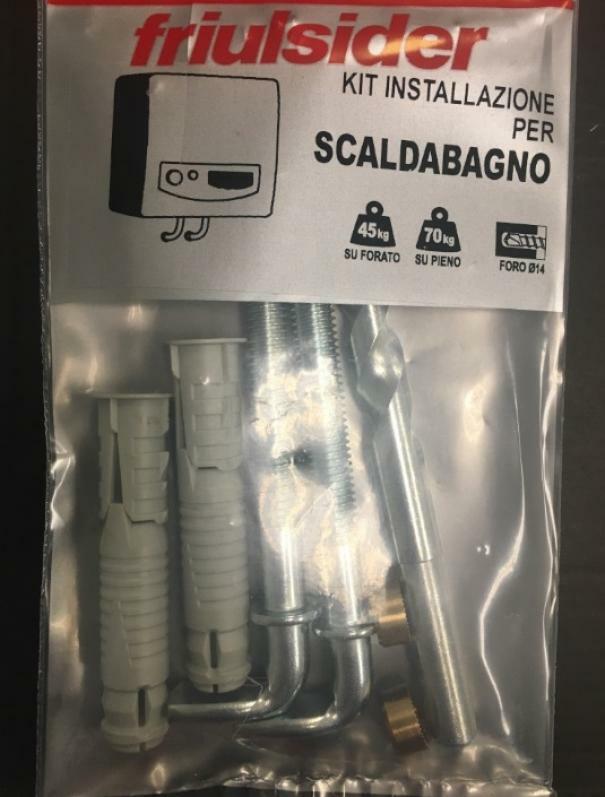 friulsider
KIT INSTALLAZIONE
PER
SCALDABAGNO
45kg
SU FORATO
70kg
SU PIENO
FORO Ø14